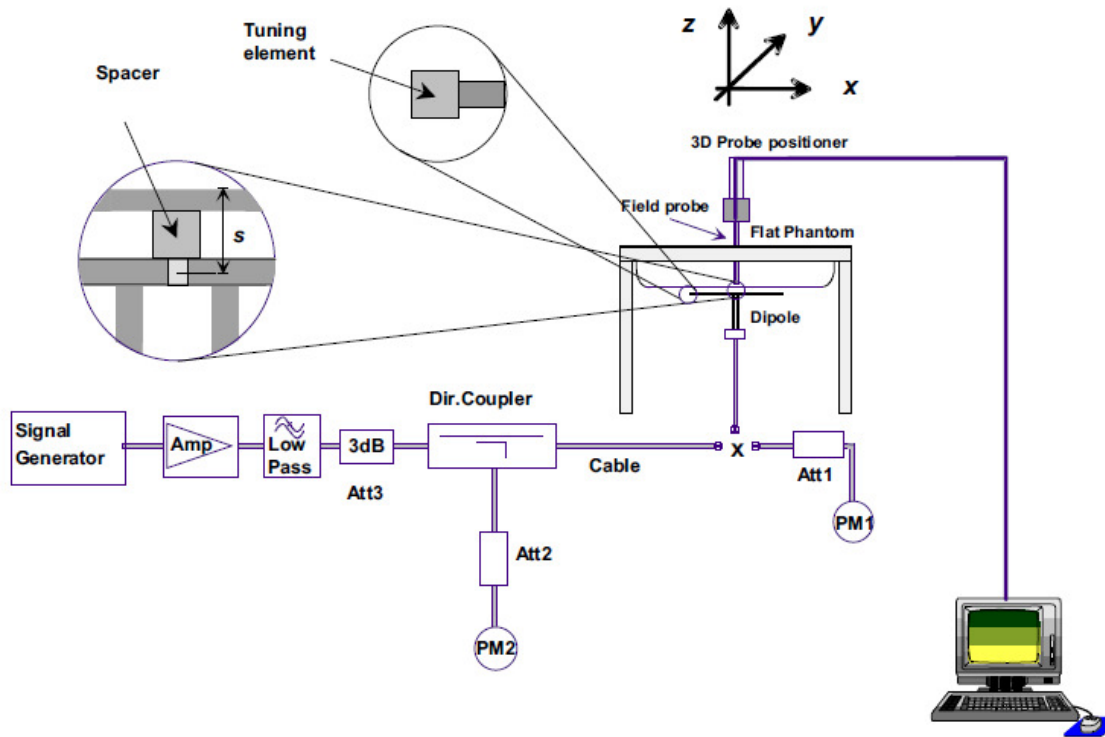 Tuning
element
Spacer
z
y
x
s
3D Probe positioner
Field probe
Flat Phantom
Dipole
Dir.Coupler
Signal
Generator
Amp
Low
Pass
3dB
Att3
Cable
X
Att1
PM1
Att2
PM2